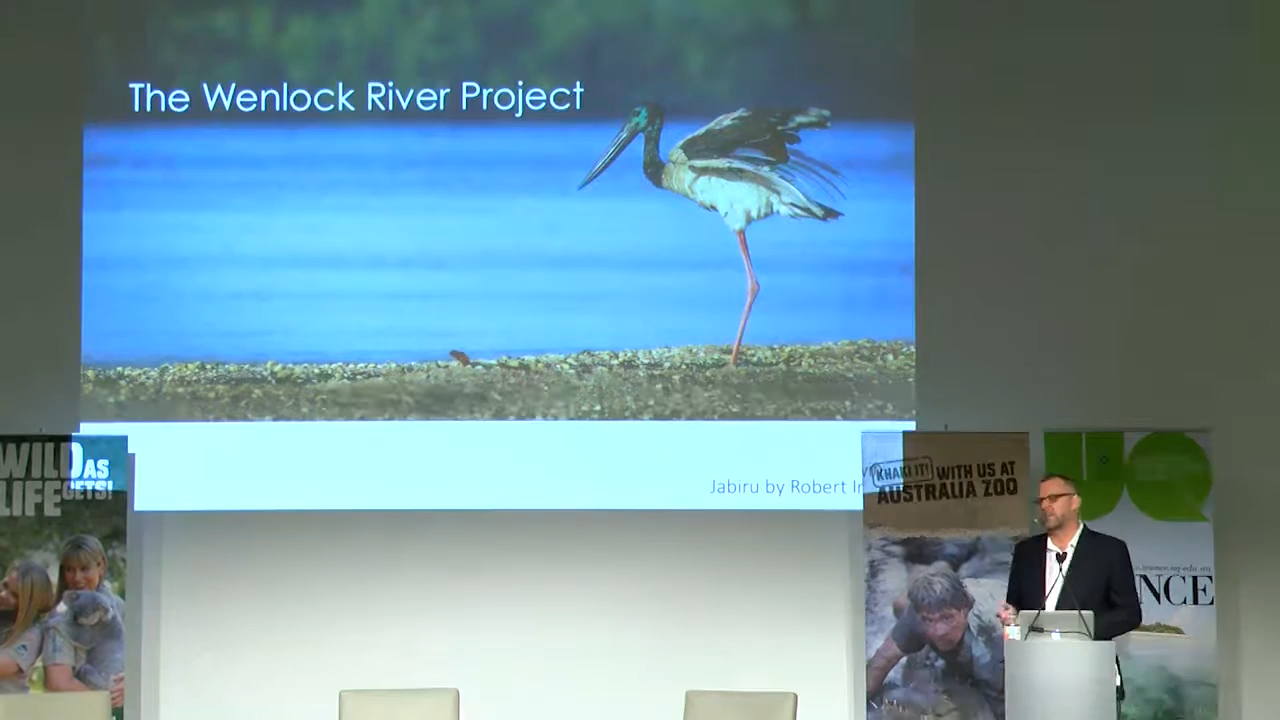 The Wenlock River Project
Jabiru by Robert Ir
WILD AS
LIFE GETS!
KHAKI IT! WITH US AT
AUSTRALIA ZOO
NCE